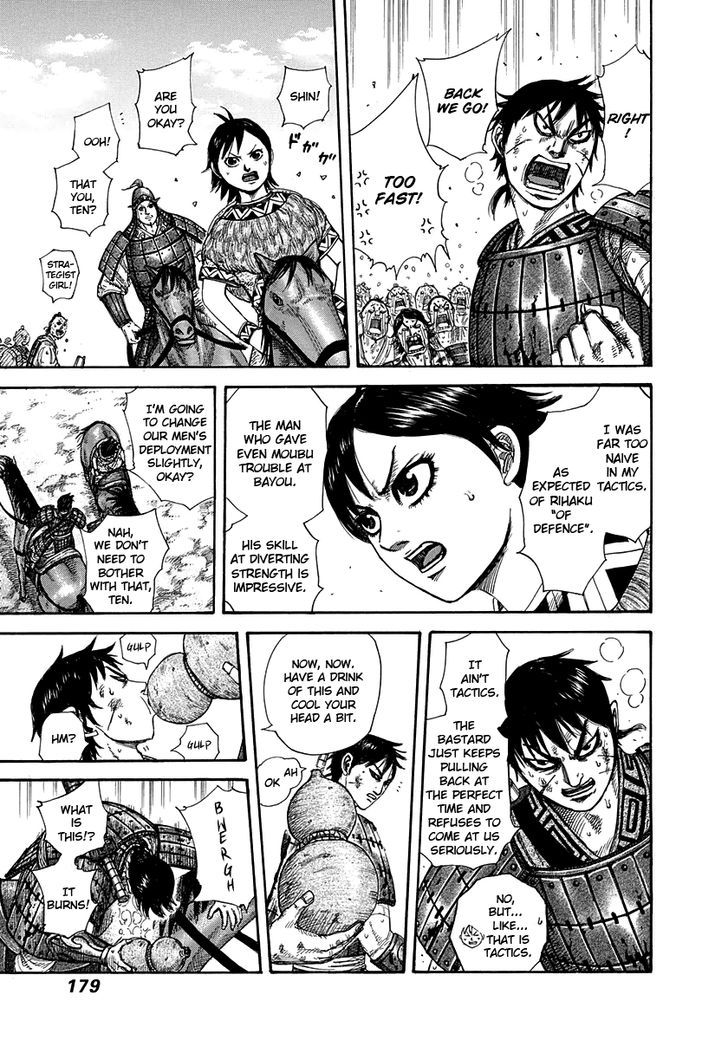 RIGHT!
BACK
WE GO!
TOO
FAST!
SHIN!
ARE
YOU
OKAY?
ドガガッ
OOH!
THAT
YOU,
TEN?
STRA-
TEGIST
GIRL!
I WAS
FAR TOO
NAIVE
IN MY
TACTICS.
AS
EXPECTED
OF RIHAKU
"OF
DEFENCE".
THE MAN
WHO GAVE
EVEN MOUBU
TROUBLE AT
BAYOU.
HIS SKILL
AT DIVERTING
STRENGTH IS
IMPRESSIVE.
I'M GOING
TO CHANGE
OUR MEN'S
DEPLOYMENT
SLIGHTLY,
OKAY?
NAH,
WE DON'T
NEED TO
BOTHER
WITH THAT,
TEN.
IT
AIN'T
TACTICS.
THE
BASTARD
JUST KEEPS
PULLING
BACK AT
THE PERFECT
TIME AND
REFUSES TO
COME AT US
SERIOUSLY.
NO,
BUT...
LIKE...
THAT IS
TACTICS.
NOW, NOW.
HAVE A DRINK
OF THIS AND
COOL YOUR
HEAD A BIT.
AH
OK
GULP
GULP
HM?
BWERGH
WHAT
IS
THIS!?
IT
BURNS!
179